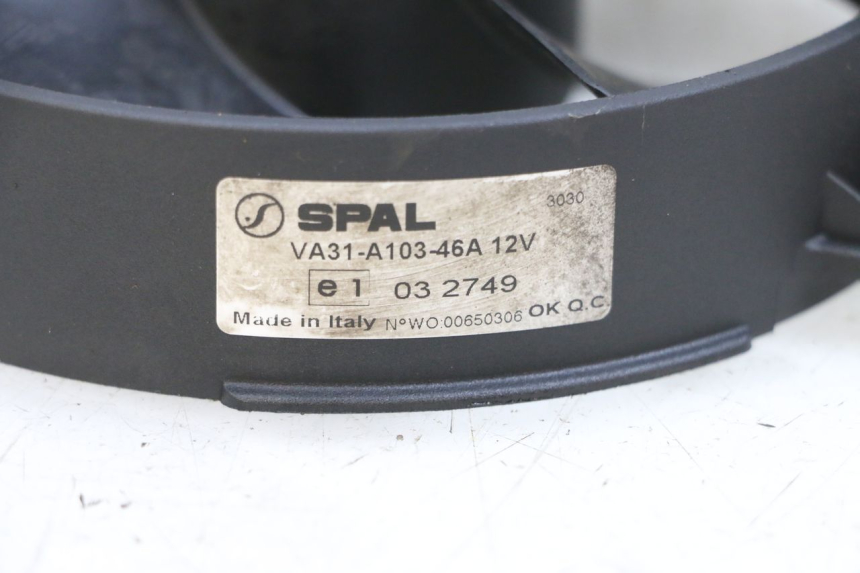 SPAL 3030
VA31-A103-46A 12V
e1 03 2749
Made in Italy N°WO:00650306 OK Q.C.